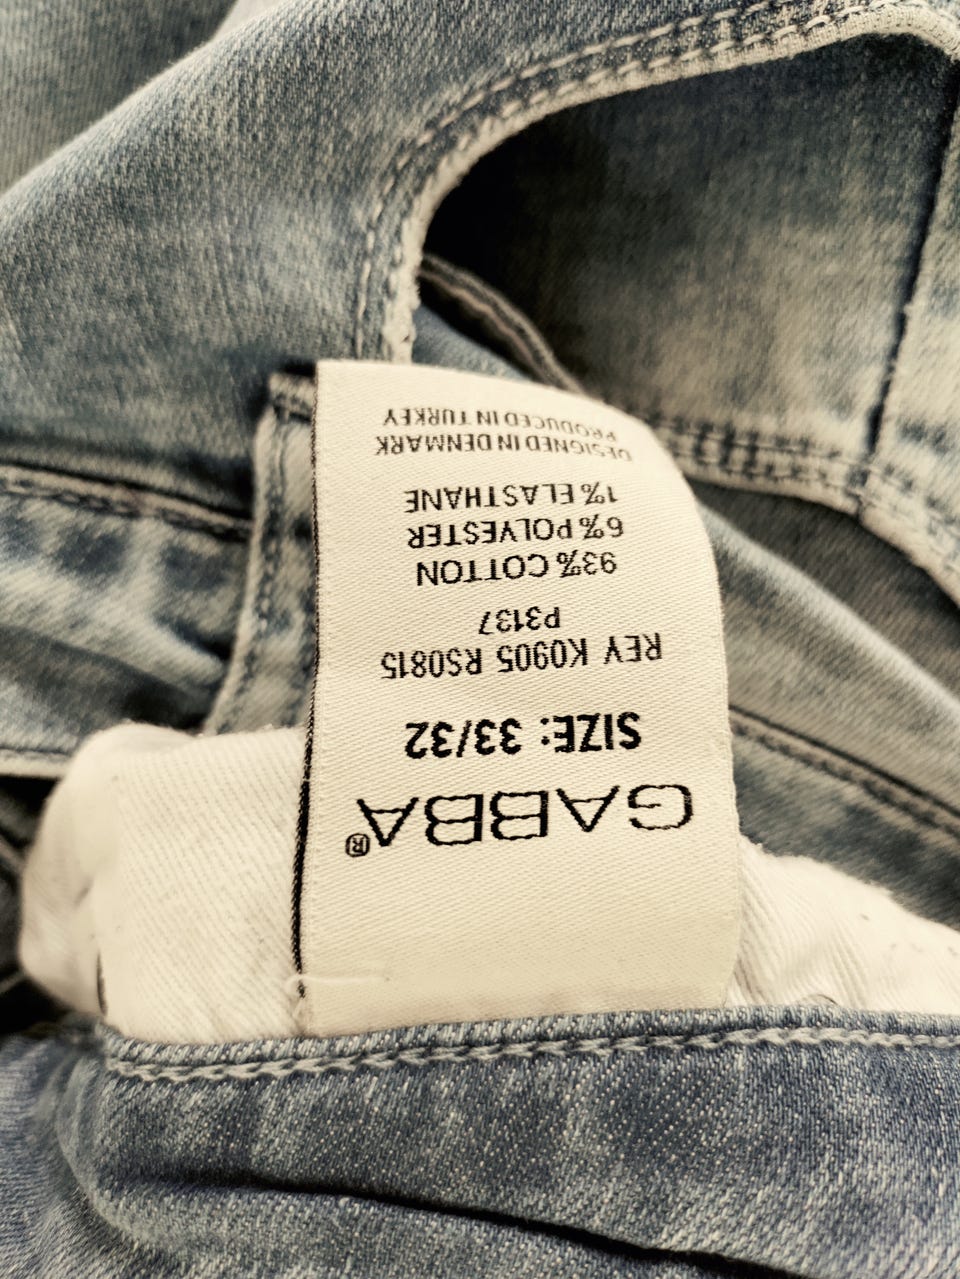 GABBA®
SIZE: 33/32
REY K0905 RS0815
P3137
93% COTTON
6% POLYESTER
1% ELASTHANE
DESIGNED IN DENMARK
PRODUCED IN TURKEY